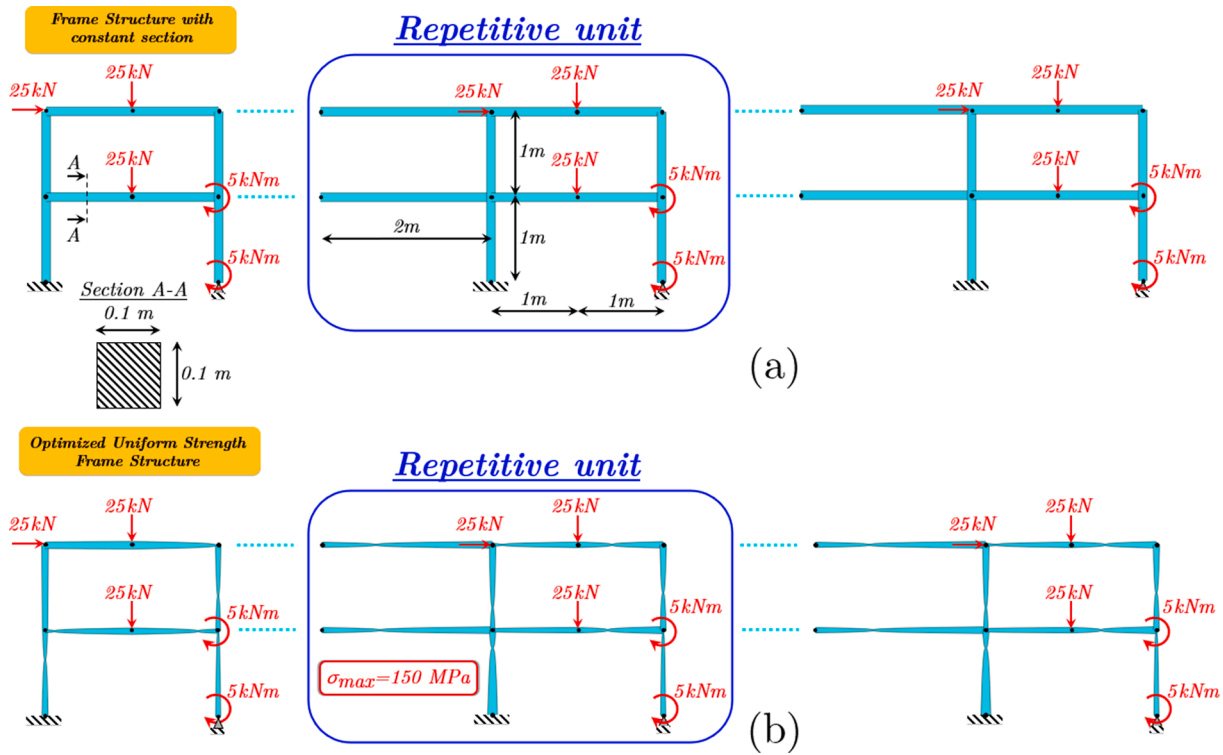 Frame Structure with
constant section
Repetitive unit
25kN
25kN
25kN
25kN
25kN
25kN
A
25kN
5kNm
1m
25kN
5kNm
25kN
5kNm
A
2m
1m
5kNm
5kNm
5kNm
Section A-A
0.1 m
1m
1m
0.1 m
(a)
Optimized Uniform Strength
Frame Structure
Repetitive unit
25kN
25kN
25kN
25kN
25kN
25kN
25kN
5kNm
25kN
5kNm
25kN
5kNm
σmax=150 MPa
5kNm
5kNm
5kNm
(b)